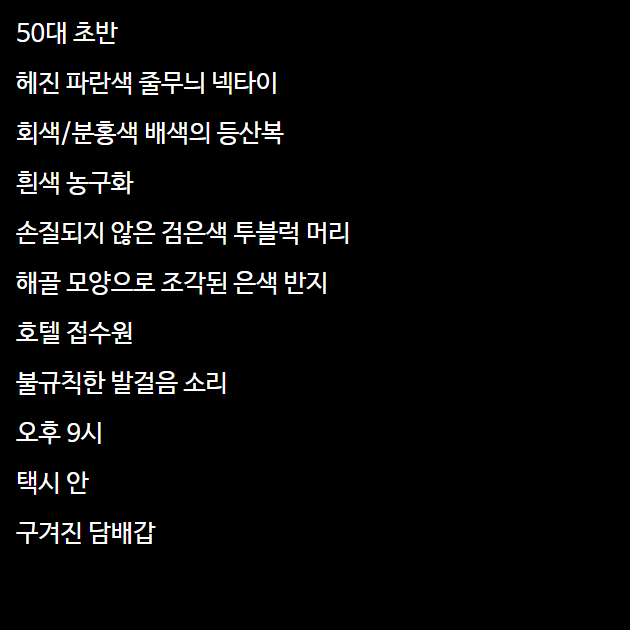 50대 초반
헤진 파란색 줄무늬 넥타이
회색/분홍색 배색의 등산복
흰색 농구화
손질되지 않은 검은색 투블럭 머리
해골 모양으로 조각된 은색 반지
호텔 접수원
불규칙한 발걸음 소리
오후 9시
택시 안
구겨진 담배갑